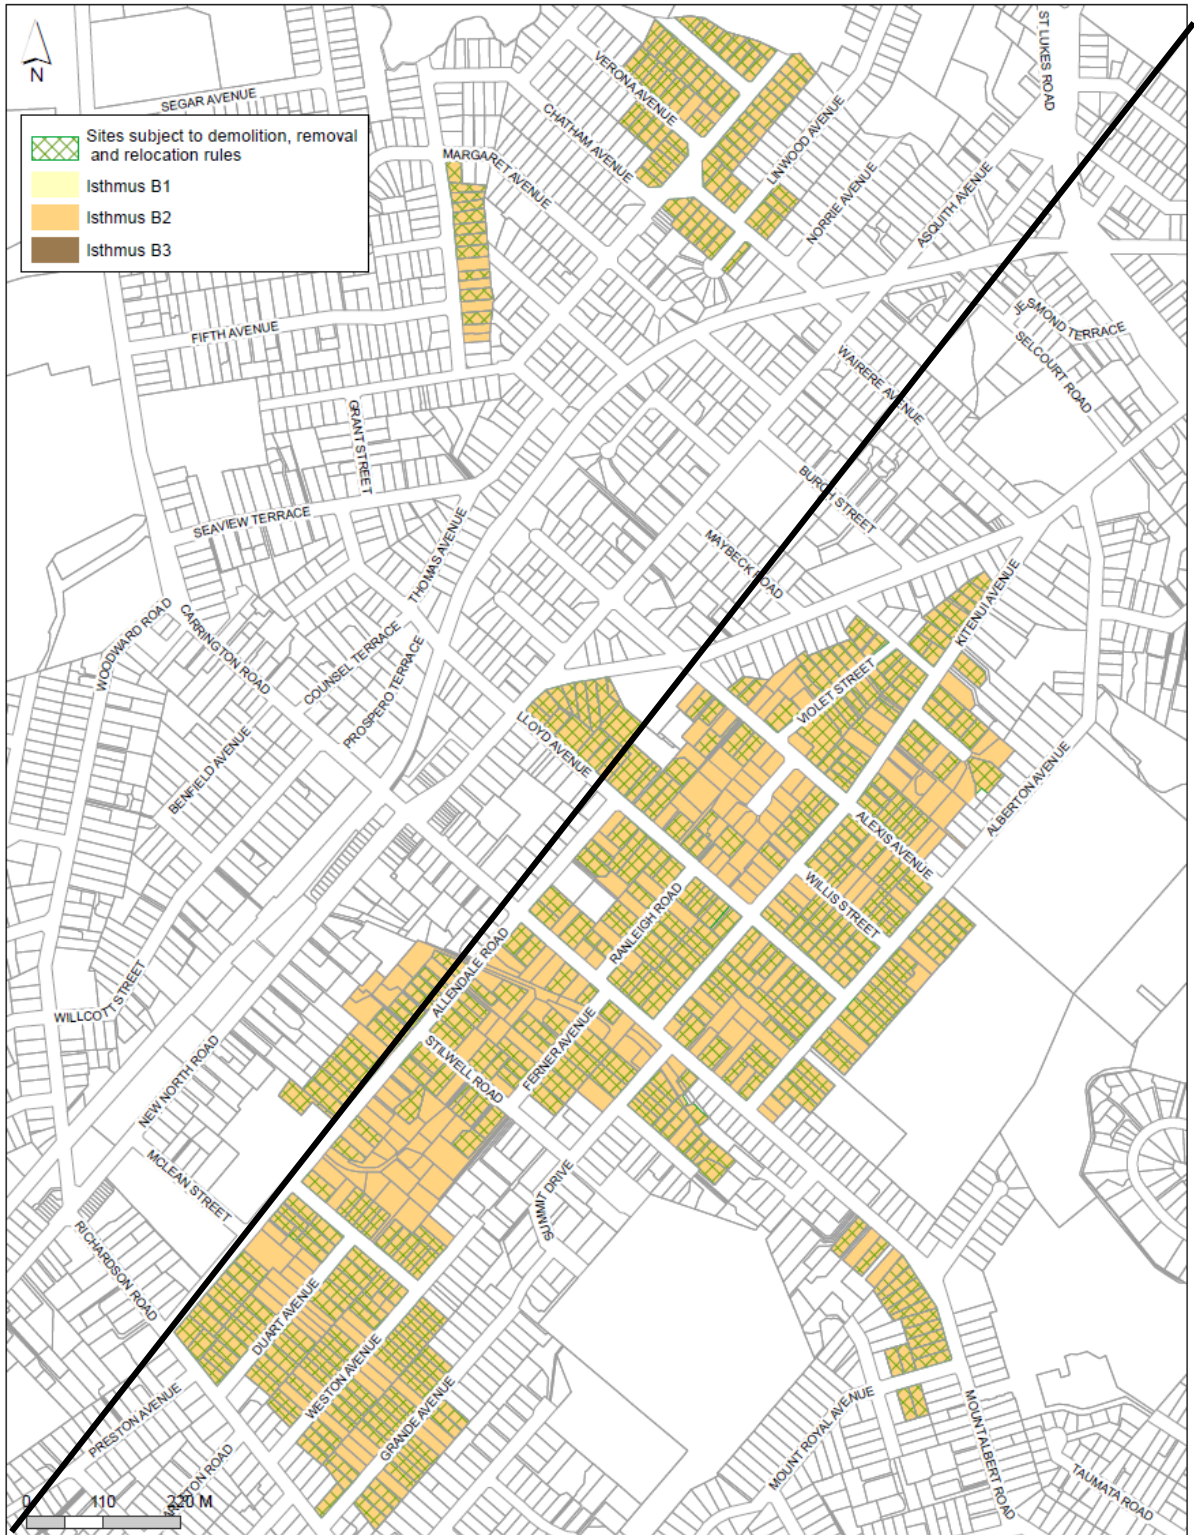 N
SEGAR AVENUE
ST LUKES ROAD
VERONA AVENUE
CHATHAM AVENUE
LINWOOD AVENUE
Sites subject to demolition, removal
and relocation rules
Isthmus B1
Isthmus B2
Isthmus B3
MARGARET AVENUE
NORRIE AVENUE
ASQUITH AVENUE
FIFTH AVENUE
JESMOND TERRACE
SELCOURT ROAD
WAIRERE AVENUE
GRANT STREET
BURCH STREET
SEAVIEW TERRACE
THOMAS AVENUE
MAYBECK ROAD
KITENUI AVENUE
WOODWARD ROAD
CARRINGTON ROAD
COUNSEL TERRACE
PROSPERO TERRACE
VIOLET STREET
LLOYD AVENUE
BENFIELD AVENUE
ALBERTON AVENUE
ALEXIS AVENUE
WILLIS STREET
RANLEIGH ROAD
ALLENDALE ROAD
WILLCOTT STREET
FERNER AVENUE
STILWELL ROAD
NEW NORTH ROAD
MCLEAN STREET
SUMMIT DRIVE
RICHARDSON ROAD
DUART AVENUE
WESTON AVENUE
GRANDE AVENUE
PRESTON AVENUE
MOUNT ROYAL AVENUE
MOUNT ALBERT ROAD
TAUMATA ROAD
0 110 220 M